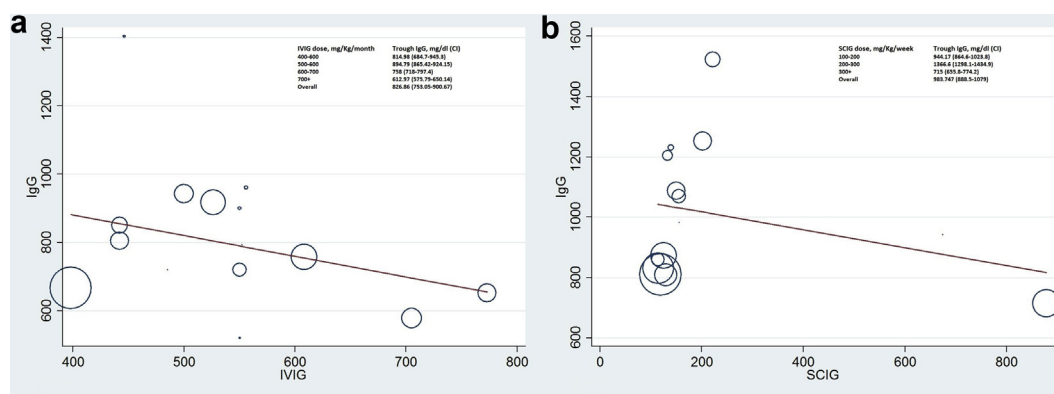 a
IVIG dose, mg/Kg/month Trough IgG, mg/dl (CI)
400-600 814.98 (684.7-945.3)
500-600 894.79 (865.42-924.15)
600-700 758 (718-797.4)
700+ 612.97 (575.79-650.14)
Overall 826.86 (753.05-900.67)
IgG
1400
1200
1000
800
600
400 500 600 700 800
IVIG
b
SCIG dose, mg/Kg/week Trough IgG, mg/dl (CI)
100-200 944.17 (864.6-1023.8)
200-300 1366.6 (1298.1-1434.9)
300+ 715 (655.8-774.2)
Overall 983.747 (888.5-1079)
IgG
1600
1400
1200
1000
800
600
0 200 400 600 800
SCIG